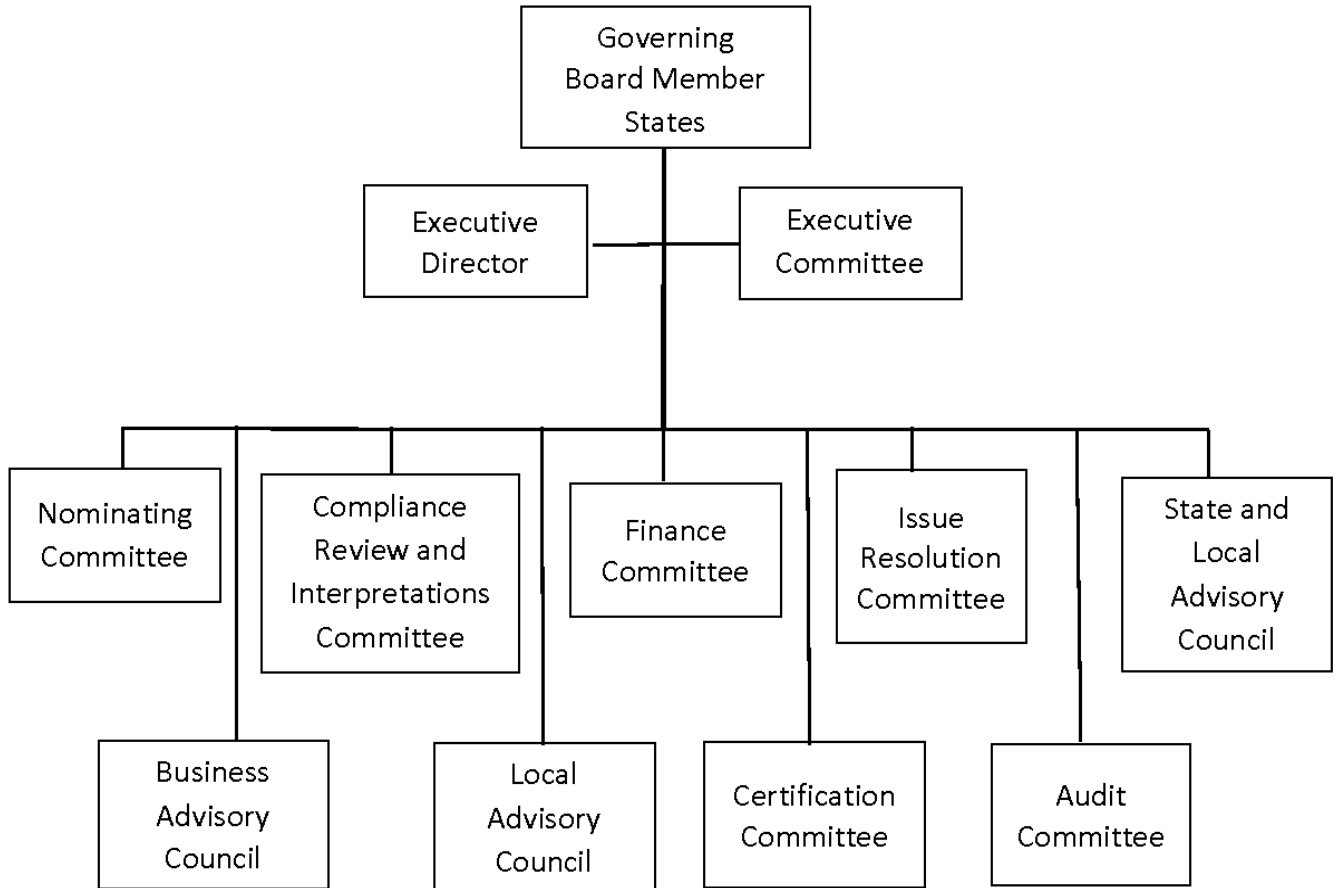 Governing
Board Member
States
Executive
Director
Executive
Committee
Nominating
Committee
Compliance
Review and
Interpretations
Committee
Finance
Committee
Issue
Resolution
Committee
State and
Local
Advisory
Council
Business
Advisory
Council
Local
Advisory
Council
Certification
Committee
Audit
Committee